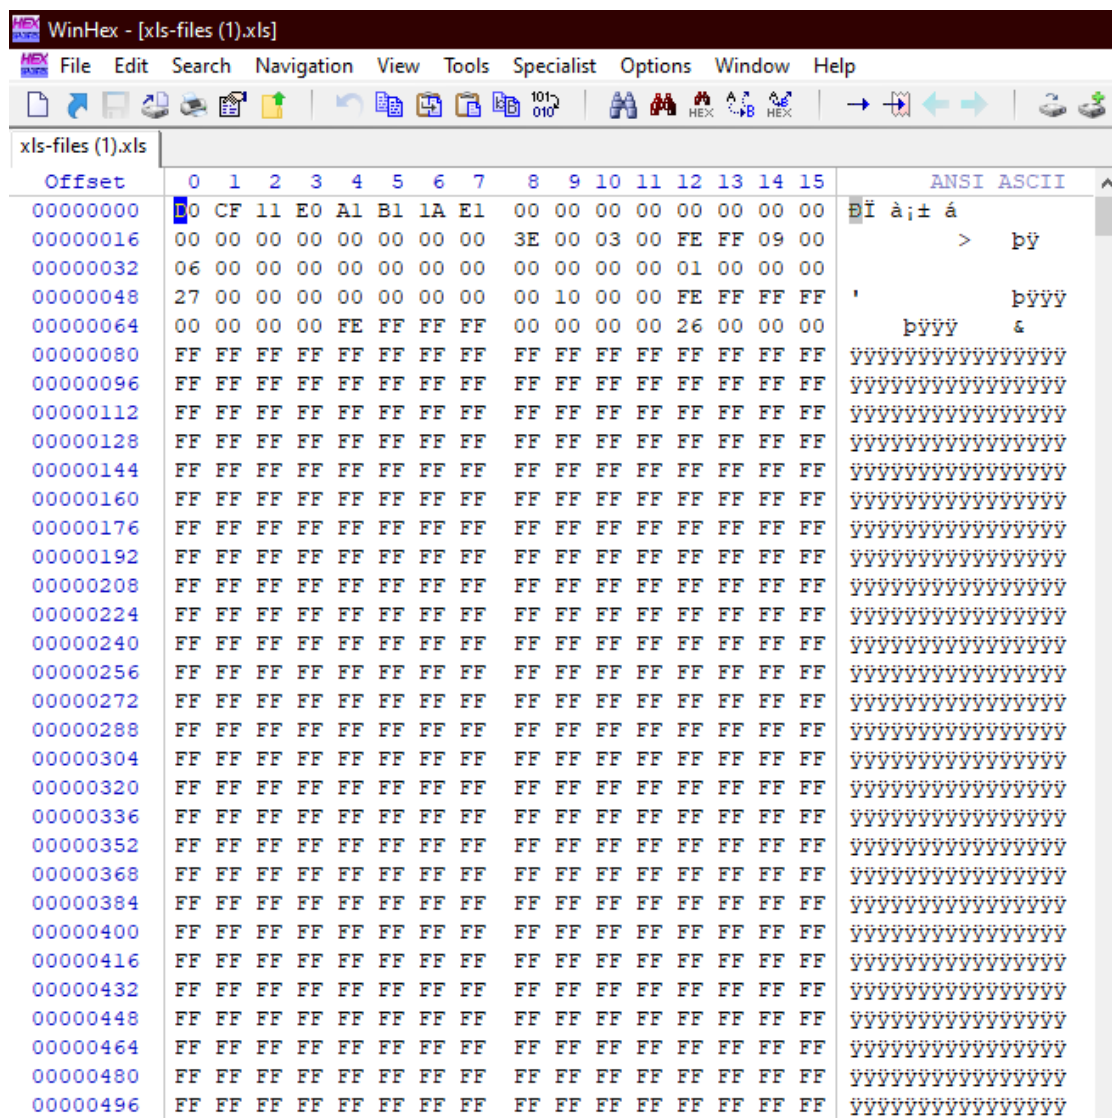 WinHex - [xls-files (1).xls]
File Edit Search Navigation View Tools Specialist Options Window Help
xls-files (1).xls
Offset 0 1 2 3 4 5 6 7 8 9 10 11 12 13 14 15 ANSI ASCII
00000000 D0 CF 11 E0 A1 B1 1A E1 00 00 00 00 00 00 00 00 ÐÏ à¡± á
00000016 00 00 00 00 00 00 00 00 3E 00 03 00 FE FF 09 00 > þÿ
00000032 06 00 00 00 00 00 00 00 00 00 00 00 01 00 00 00
00000048 27 00 00 00 00 00 00 00 00 10 00 00 FE FF FF FF ' þÿÿÿ
00000064 00 00 00 00 FE FF FF FF 00 00 00 00 26 00 00 00 þÿÿÿ &
00000080 FF FF FF FF FF FF FF FF FF FF FF FF FF FF FF FF ÿÿÿÿÿÿÿÿÿÿÿÿÿÿÿÿ
00000096 FF FF FF FF FF FF FF FF FF FF FF FF FF FF FF FF ÿÿÿÿÿÿÿÿÿÿÿÿÿÿÿÿ
00000112 FF FF FF FF FF FF FF FF FF FF FF FF FF FF FF FF ÿÿÿÿÿÿÿÿÿÿÿÿÿÿÿÿ
00000128 FF FF FF FF FF FF FF FF FF FF FF FF FF FF FF FF ÿÿÿÿÿÿÿÿÿÿÿÿÿÿÿÿ
00000144 FF FF FF FF FF FF FF FF FF FF FF FF FF FF FF FF ÿÿÿÿÿÿÿÿÿÿÿÿÿÿÿÿ
00000160 FF FF FF FF FF FF FF FF FF FF FF FF FF FF FF FF ÿÿÿÿÿÿÿÿÿÿÿÿÿÿÿÿ
00000176 FF FF FF FF FF FF FF FF FF FF FF FF FF FF FF FF ÿÿÿÿÿÿÿÿÿÿÿÿÿÿÿÿ
00000192 FF FF FF FF FF FF FF FF FF FF FF FF FF FF FF FF ÿÿÿÿÿÿÿÿÿÿÿÿÿÿÿÿ
00000208 FF FF FF FF FF FF FF FF FF FF FF FF FF FF FF FF ÿÿÿÿÿÿÿÿÿÿÿÿÿÿÿÿ
00000224 FF FF FF FF FF FF FF FF FF FF FF FF FF FF FF FF ÿÿÿÿÿÿÿÿÿÿÿÿÿÿÿÿ
00000240 FF FF FF FF FF FF FF FF FF FF FF FF FF FF FF FF ÿÿÿÿÿÿÿÿÿÿÿÿÿÿÿÿ
00000256 FF FF FF FF FF FF FF FF FF FF FF FF FF FF FF FF ÿÿÿÿÿÿÿÿÿÿÿÿÿÿÿÿ
00000272 FF FF FF FF FF FF FF FF FF FF FF FF FF FF FF FF ÿÿÿÿÿÿÿÿÿÿÿÿÿÿÿÿ
00000288 FF FF FF FF FF FF FF FF FF FF FF FF FF FF FF FF ÿÿÿÿÿÿÿÿÿÿÿÿÿÿÿÿ
00000304 FF FF FF FF FF FF FF FF FF FF FF FF FF FF FF FF ÿÿÿÿÿÿÿÿÿÿÿÿÿÿÿÿ
00000320 FF FF FF FF FF FF FF FF FF FF FF FF FF FF FF FF ÿÿÿÿÿÿÿÿÿÿÿÿÿÿÿÿ
00000336 FF FF FF FF FF FF FF FF FF FF FF FF FF FF FF FF ÿÿÿÿÿÿÿÿÿÿÿÿÿÿÿÿ
00000352 FF FF FF FF FF FF FF FF FF FF FF FF FF FF FF FF ÿÿÿÿÿÿÿÿÿÿÿÿÿÿÿÿ
00000368 FF FF FF FF FF FF FF FF FF FF FF FF FF FF FF FF ÿÿÿÿÿÿÿÿÿÿÿÿÿÿÿÿ
00000384 FF FF FF FF FF FF FF FF FF FF FF FF FF FF FF FF ÿÿÿÿÿÿÿÿÿÿÿÿÿÿÿÿ
00000400 FF FF FF FF FF FF FF FF FF FF FF FF FF FF FF FF ÿÿÿÿÿÿÿÿÿÿÿÿÿÿÿÿ
00000416 FF FF FF FF FF FF FF FF FF FF FF FF FF FF FF FF ÿÿÿÿÿÿÿÿÿÿÿÿÿÿÿÿ
00000432 FF FF FF FF FF FF FF FF FF FF FF FF FF FF FF FF ÿÿÿÿÿÿÿÿÿÿÿÿÿÿÿÿ
00000448 FF FF FF FF FF FF FF FF FF FF FF FF FF FF FF FF ÿÿÿÿÿÿÿÿÿÿÿÿÿÿÿÿ
00000464 FF FF FF FF FF FF FF FF FF FF FF FF FF FF FF FF ÿÿÿÿÿÿÿÿÿÿÿÿÿÿÿÿ
00000480 FF FF FF FF FF FF FF FF FF FF FF FF FF FF FF FF ÿÿÿÿÿÿÿÿÿÿÿÿÿÿÿÿ
00000496 FF FF FF FF FF FF FF FF FF FF FF FF FF FF FF FF ÿÿÿÿÿÿÿÿÿÿÿÿÿÿÿÿ